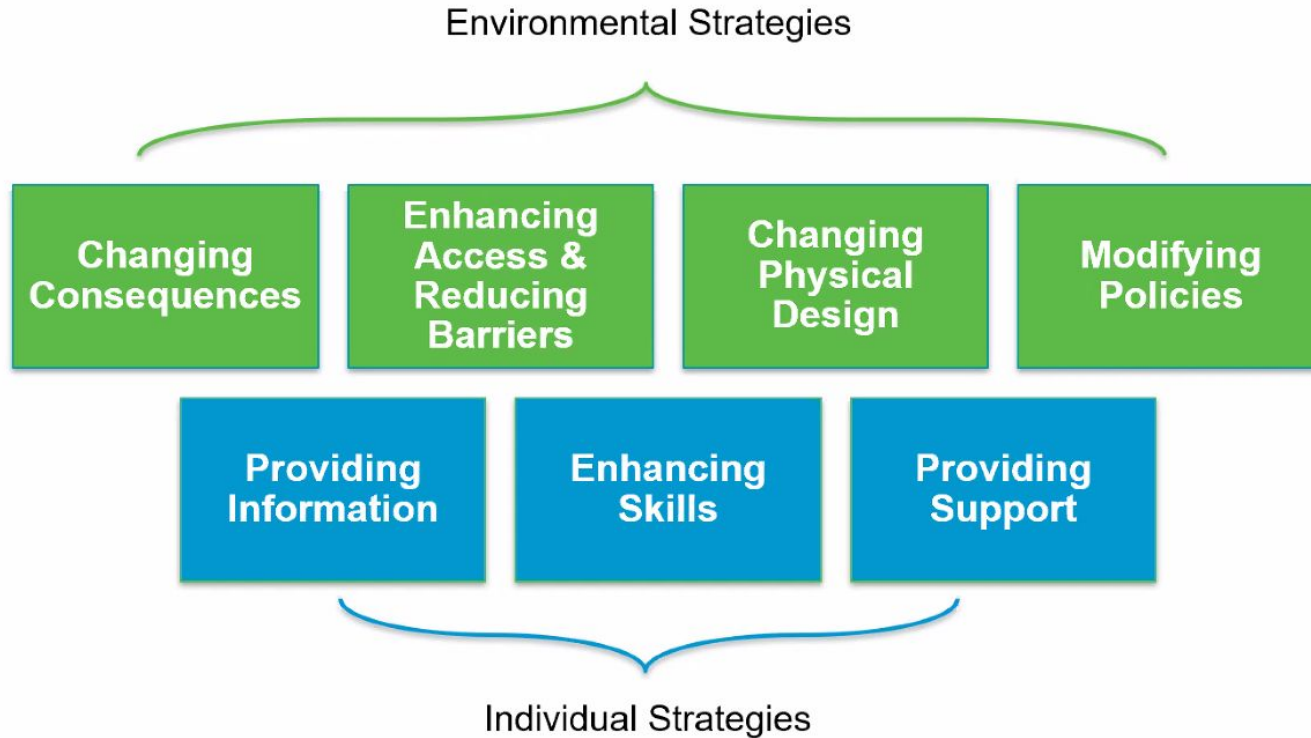 Environmental Strategies
Changing
Consequences
Enhancing
Access &
Reducing
Barriers
Changing
Physical
Design
Modifying
Policies
Providing
Information
Enhancing
Skills
Providing
Support
Individual Strategies